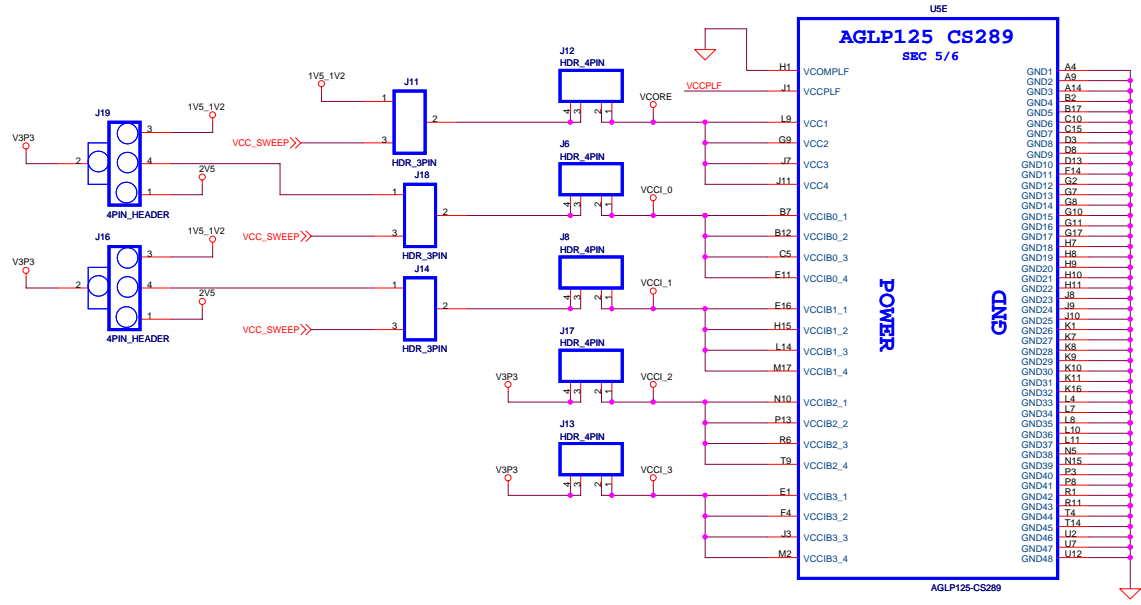 U5E
AGLP125 CS289
SEC 5/6
J12
HDR_4PIN
4 3 2 1
VCORE
J11
1V5_1V2
1
2
3
VCC_SWEEP
HDR_3PIN
J19
1V5_1V2
V3P3
3
2
4
2V5
1
4PIN_HEADER
J18
1
2
3
VCC_SWEEP
HDR_3PIN
J6
HDR_4PIN
4 3 2 1
VCCI_0
J16
1V5_1V2
V3P3
3
2
4
2V5
1
4PIN_HEADER
J14
1
2
3
VCC_SWEEP
HDR_3PIN
J8
HDR_4PIN
4 3 2 1
VCCI_1
J17
HDR_4PIN
V3P3
4 3 2 1
VCCI_2
J13
HDR_4PIN
V3P3
4 3 2 1
VCCI_3
VCCPLF
H1 VCOMPLF
J1 VCCPLF
L9 VCC1
G9 VCC2
J7 VCC3
J11 VCC4
B7 VCCIB0_1
B12 VCCIB0_2
C5 VCCIB0_3
E11 VCCIB0_4
E16 VCCIB1_1
H15 VCCIB1_2
L14 VCCIB1_3
M17 VCCIB1_4
N10 VCCIB2_1
P13 VCCIB2_2
R6 VCCIB2_3
T9 VCCIB2_4
E1 VCCIB3_1
F4 VCCIB3_2
J3 VCCIB3_3
M2 VCCIB3_4
POWER
GND
GND1 A4
GND2 A9
GND3 A14
GND4 B2
GND5 B17
GND6 C10
GND7 C15
GND8 D3
GND9 D8
GND10 D13
GND11 F14
GND12 G2
GND13 G7
GND14 G8
GND15 G10
GND16 G11
GND17 G17
GND18 H7
GND19 H8
GND20 H9
GND21 H10
GND22 H11
GND23 J8
GND24 J9
GND25 J10
GND26 K1
GND27 K7
GND28 K8
GND29 K9
GND30 K10
GND31 K11
GND32 K16
GND33 L4
GND34 L7
GND35 L8
GND36 L10
GND37 L11
GND38 N5
GND39 N15
GND40 P3
GND41 P8
GND42 R1
GND43 R11
GND44 T4
GND45 T14
GND46 U2
GND47 U7
GND48 U12
AGLP125-CS289